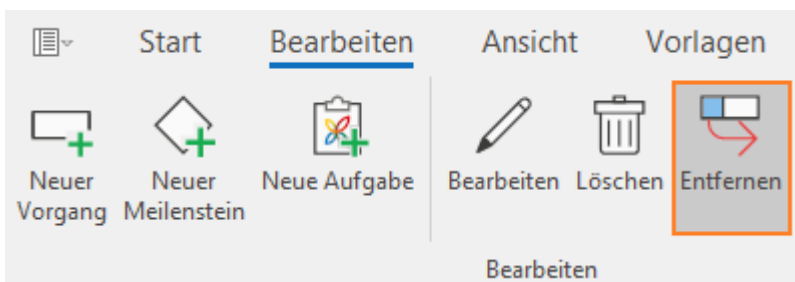 Start Bearbeiten Ansicht Vorlagen
Neuer Vorgang
Neuer Meilenstein
Neue Aufgabe
Bearbeiten
Löschen
Entfernen
Bearbeiten